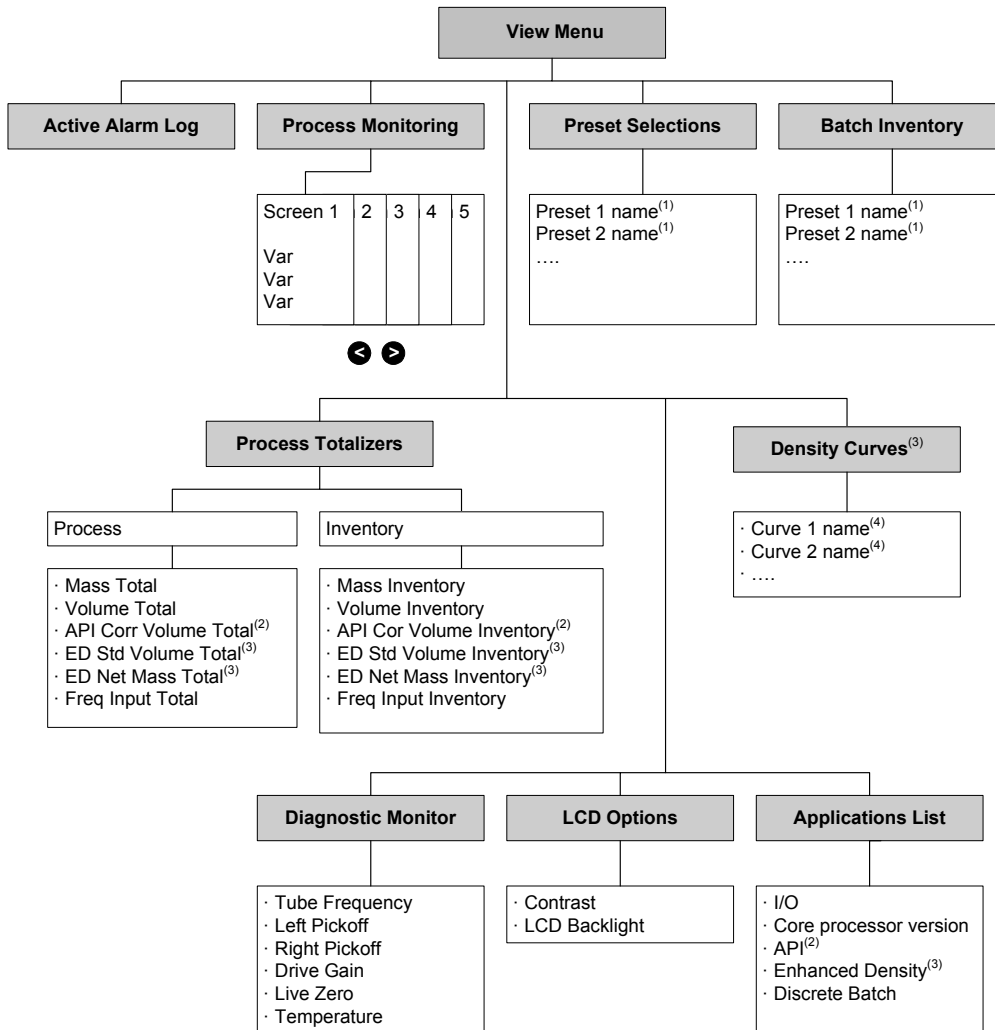 View Menu
Active Alarm Log
Process Monitoring
Preset Selections
Batch Inventory
Screen 1 2 3 4 5
Var
Var
Var
< >
Preset 1 name(1)
Preset 2 name(1)
….
Preset 1 name(1)
Preset 2 name(1)
….
Process Totalizers
Density Curves(3)
Process
Inventory
· Mass Total
· Volume Total
· API Corr Volume Total(2)
· ED Std Volume Total(3)
· ED Net Mass Total(3)
· Freq Input Total
· Mass Inventory
· Volume Inventory
· API Cor Volume Inventory(2)
· ED Std Volume Inventory(3)
· ED Net Mass Inventory(3)
· Freq Input Inventory
· Curve 1 name(4)
· Curve 2 name(4)
· ….
Diagnostic Monitor
LCD Options
Applications List
· Tube Frequency
· Left Pickoff
· Right Pickoff
· Drive Gain
· Live Zero
· Temperature
· Contrast
· LCD Backlight
· I/O
· Core processor version
· API(2)
· Enhanced Density(3)
· Discrete Batch